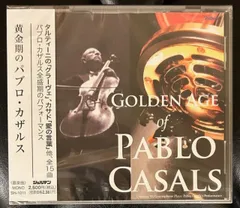 黄金期のパブロ・カザルス
タルティーニの「グラーヴェ」、カサド「愛の言葉」他、全15曲
パブロ・カザルス全盛期のパフォーマンス
GOLDEN AGE
of
PABLO
CASALS
MONO